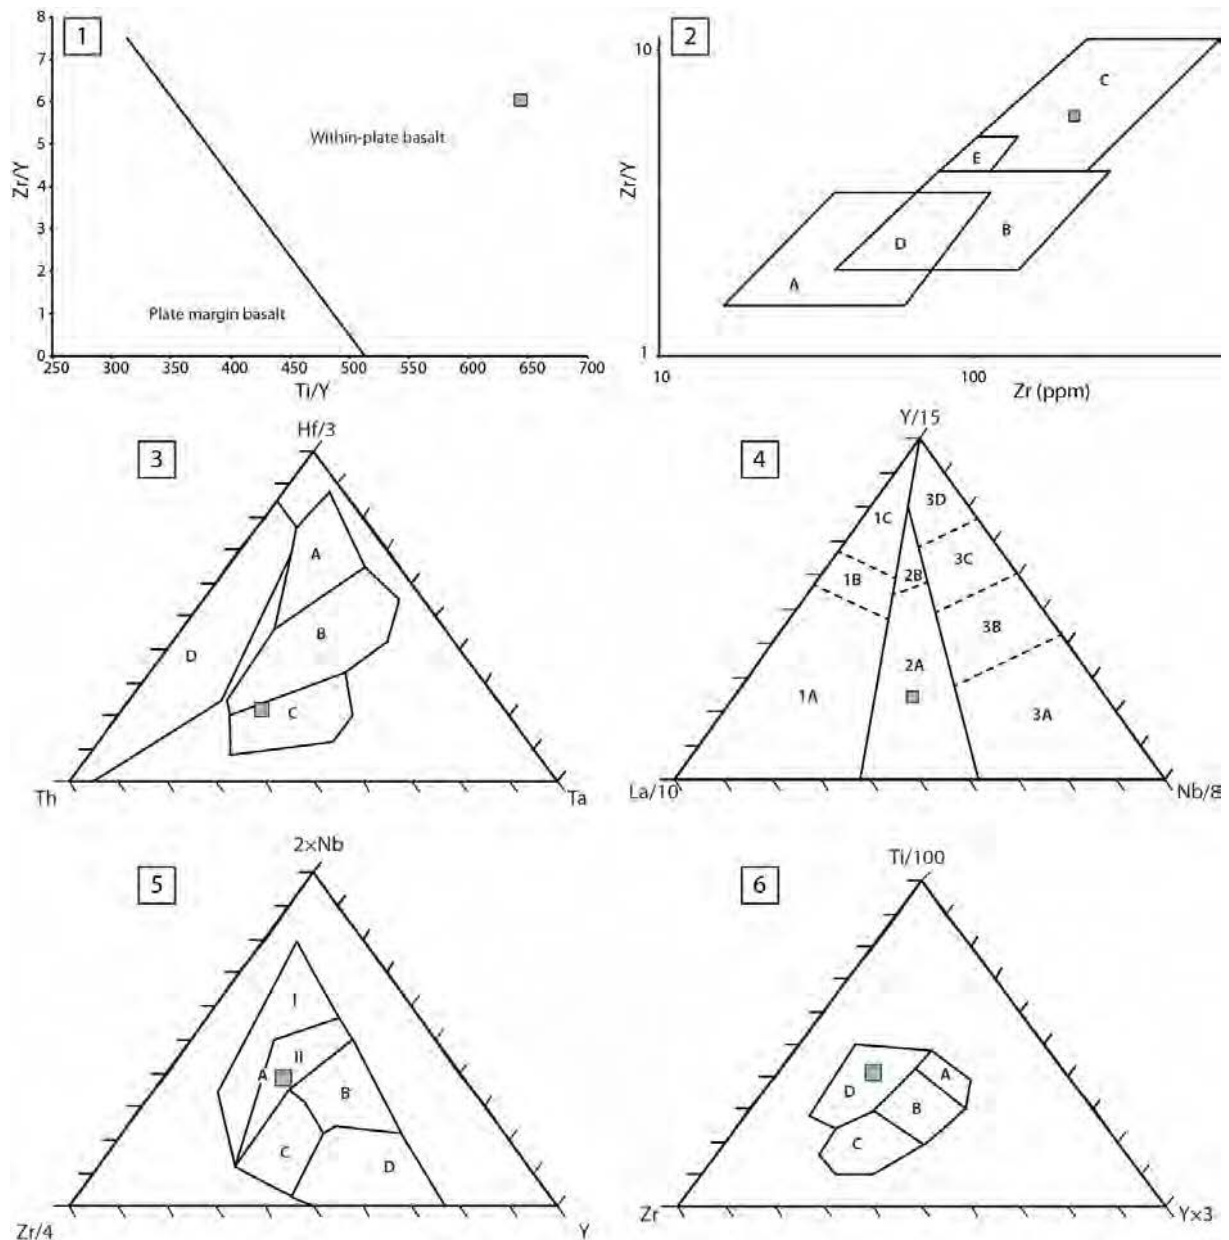 1
8
7
6
5
4
3
2
1
0
Zr/Y
Within-plate basalt
Plate margin basalt
250 300 350 400 450 500 550 600 650 700
Ti/Y
2
10
1
Zr/Y
A
B
C
D
E
10 100
Zr (ppm)
3
Hf/3
A
B
C
D
Th Ta
4
Y/15
1C
3D
1B
2B
3C
3B
1A
2A
3A
La/10 Nb/8
5
2×Nb
I
II
A
B
C
D
Zr/4 Y
6
Ti/100
A
B
C
D
Zr Y×3